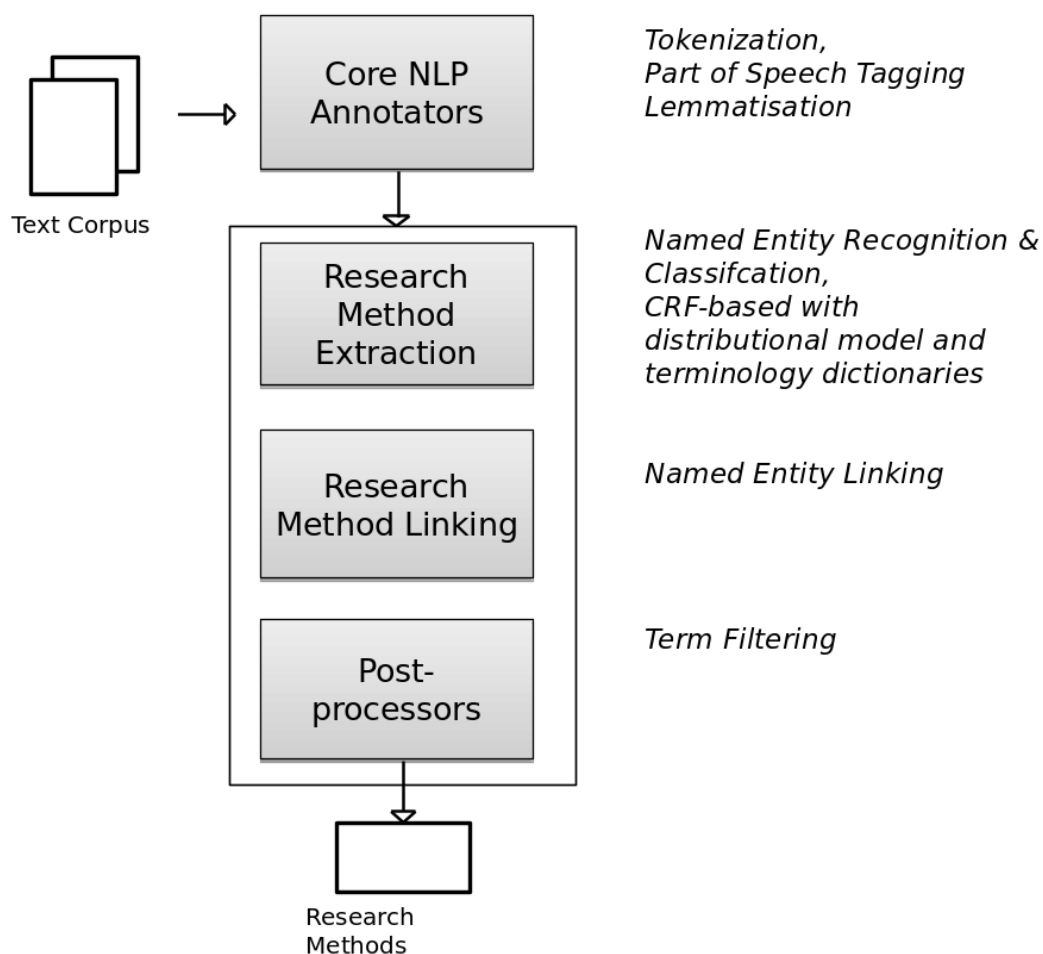 Core NLP
Annotators
Tokenization,
Part of Speech Tagging
Lemmatisation
Text Corpus
Research
Method
Extraction
Named Entity Recognition &
Classifcation,
CRF-based with
distributional model and
terminology dictionaries
Research
Method Linking
Named Entity Linking
Post-
processors
Term Filtering
Research
Methods